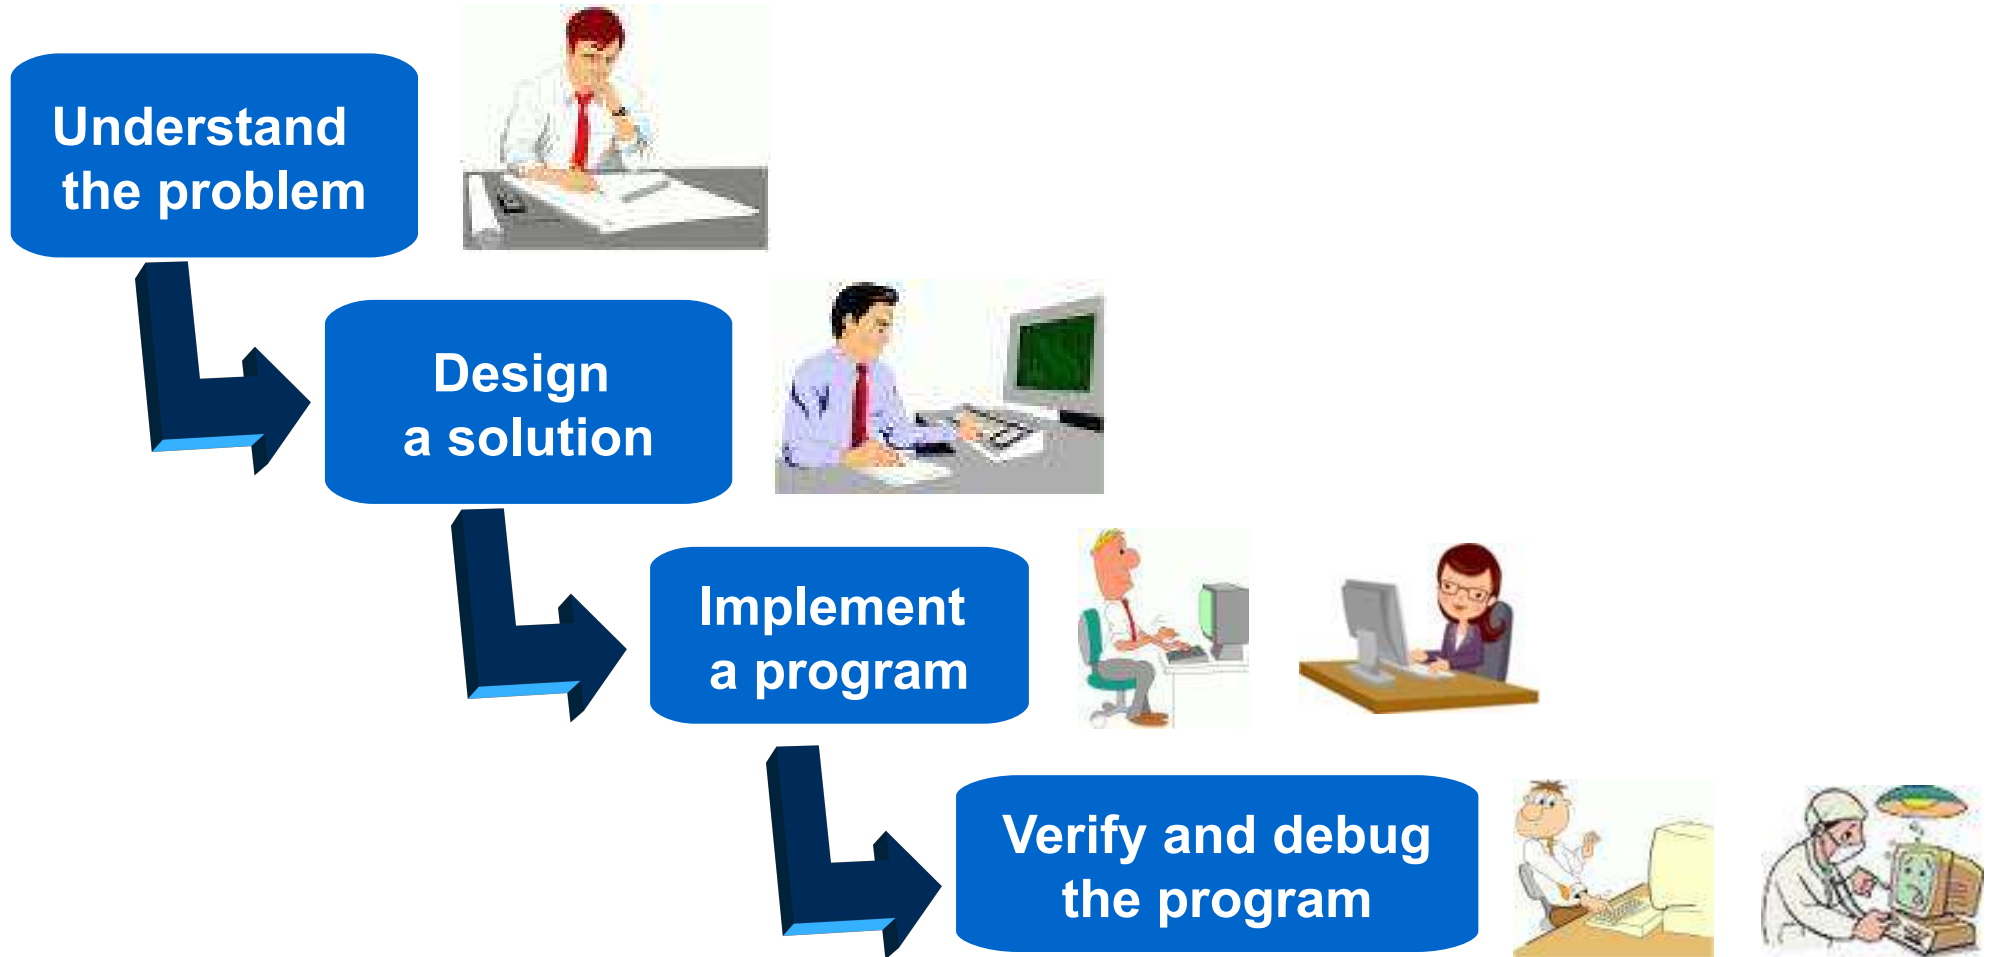 Understand
the problem
Design
a solution
Implement
a program
Verify and debug
the program